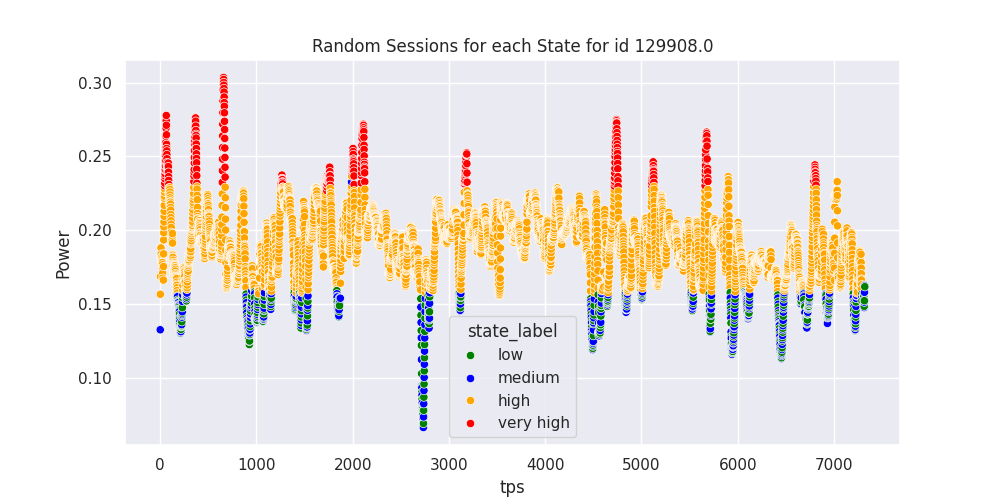 Random Sessions for each State for id 129908.0
Power
0.30
0.25
0.20
0.15
0.10
state_label
low
medium
high
very high
0 1000 2000 3000 4000 5000 6000 7000
tps